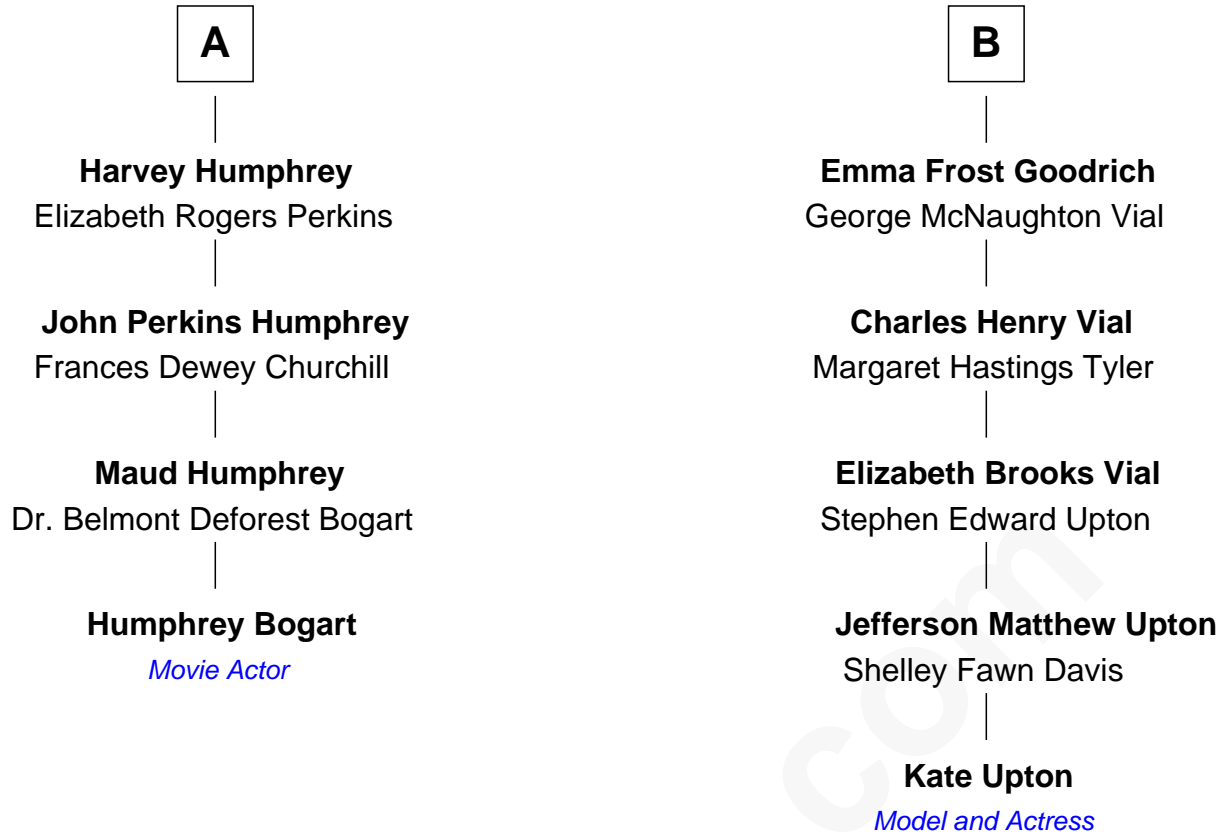 A
Harvey Humphrey
Elizabeth Rogers Perkins
John Perkins Humphrey
Frances Dewey Churchill
Maud Humphrey
Dr. Belmont Deforest Bogart
Humphrey Bogart
Movie Actor
B
Emma Frost Goodrich
George McNaughton Vial
Charles Henry Vial
Margaret Hastings Tyler
Elizabeth Brooks Vial
Stephen Edward Upton
Jefferson Matthew Upton
Shelley Fawn Davis
Kate Upton
Model and Actress
com